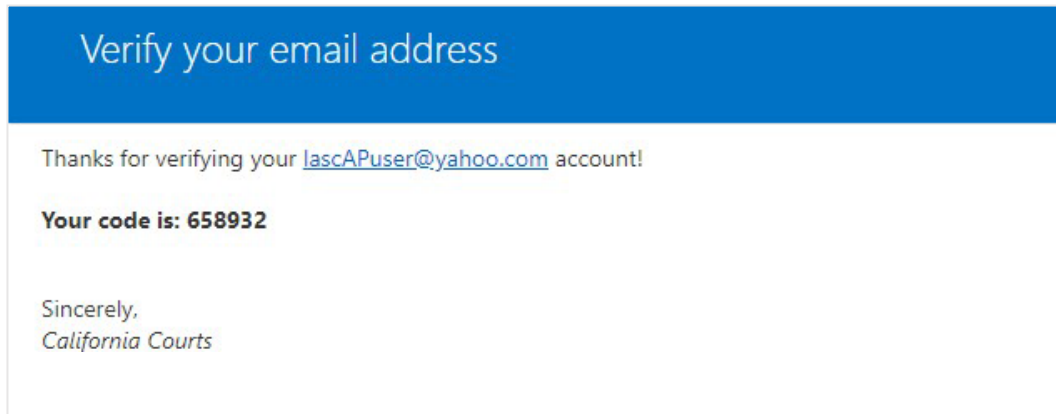 Verify your email address
Thanks for verifying your lascAPuser@yahoo.com account!
Your code is: 658932
Sincerely,
California Courts